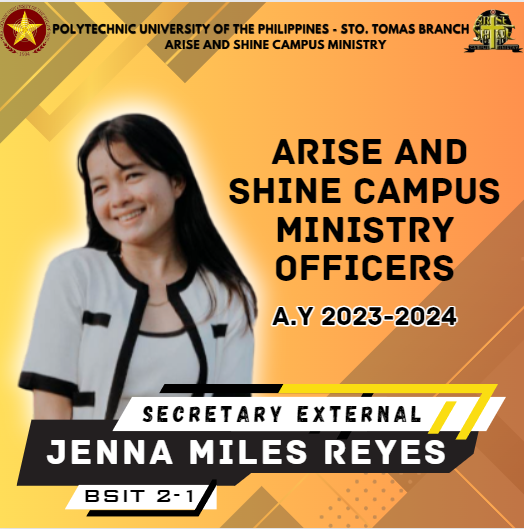 POLYTECHNIC UNIVERSITY OF THE PHILIPPINES - STO. TOMAS BRANCH
ARISE AND SHINE CAMPUS MINISTRY
ARISE AND
SHINE CAMPUS
MINISTRY
OFFICERS
A.Y 2023-2024
SECRETARY EXTERNAL
JENNA MILES REYES
BSIT 2-1